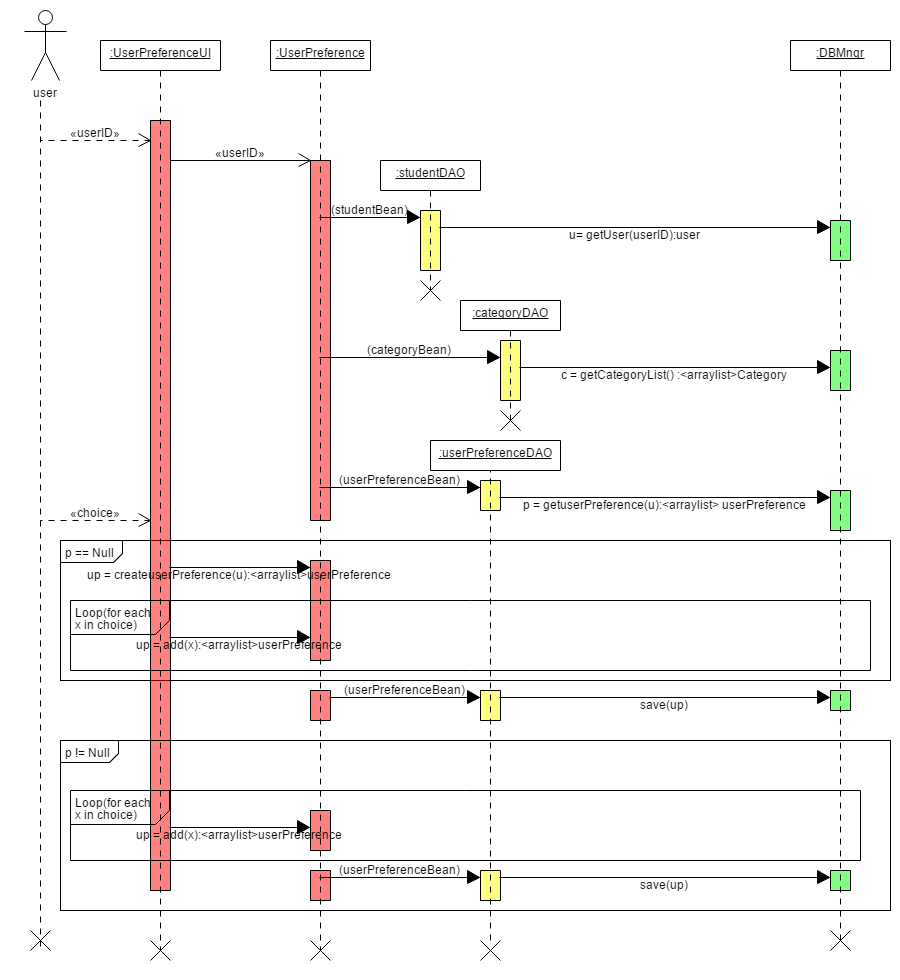 :UserPreferenceUI
:UserPreference
:DBMngr
user
«userID»
«userID»
:studentDAO
(studentBean)
u= getUser(userID):user
:categoryDAO
(categoryBean)
c = getCategoryList() :<arraylist>Category
:userPreferenceDAO
(userPreferenceBean)
p = getuserPreference(u):<arraylist> userPreference
«choice»
p == Null
up = createuserPreference(u):<arraylist>userPreference
Loop(for each
x in choice)
up = add(x):<arraylist>userPreference
(userPreferenceBean)
save(up)
p != Null
Loop(for each
x in choice)
up = add(x):<arraylist>userPreference
(userPreferenceBean)
save(up)